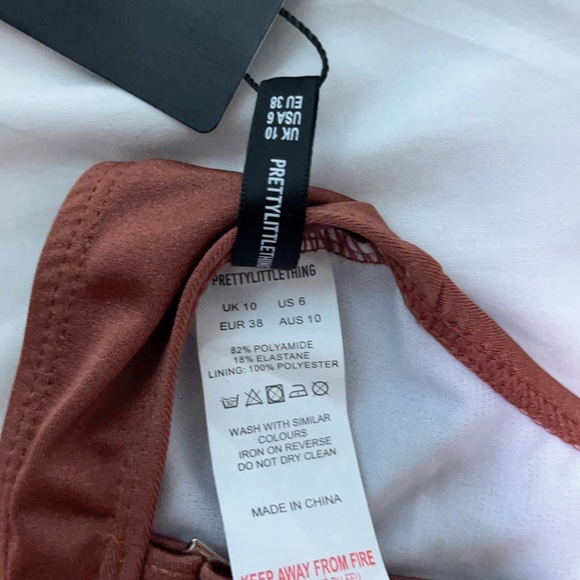 UK 10
USA 6
EU 38
PRETTYLITTLETHING
PRETTYLITTLETHING
UK 10 US 6
EUR 38 AUS 10
82% POLYAMIDE
18% ELASTANE
LINING: 100% POLYESTER
WASH WITH SIMILAR
COLOURS
IRON ON REVERSE
DO NOT DRY CLEAN
MADE IN CHINA
KEEP AWAY FROM FIRE